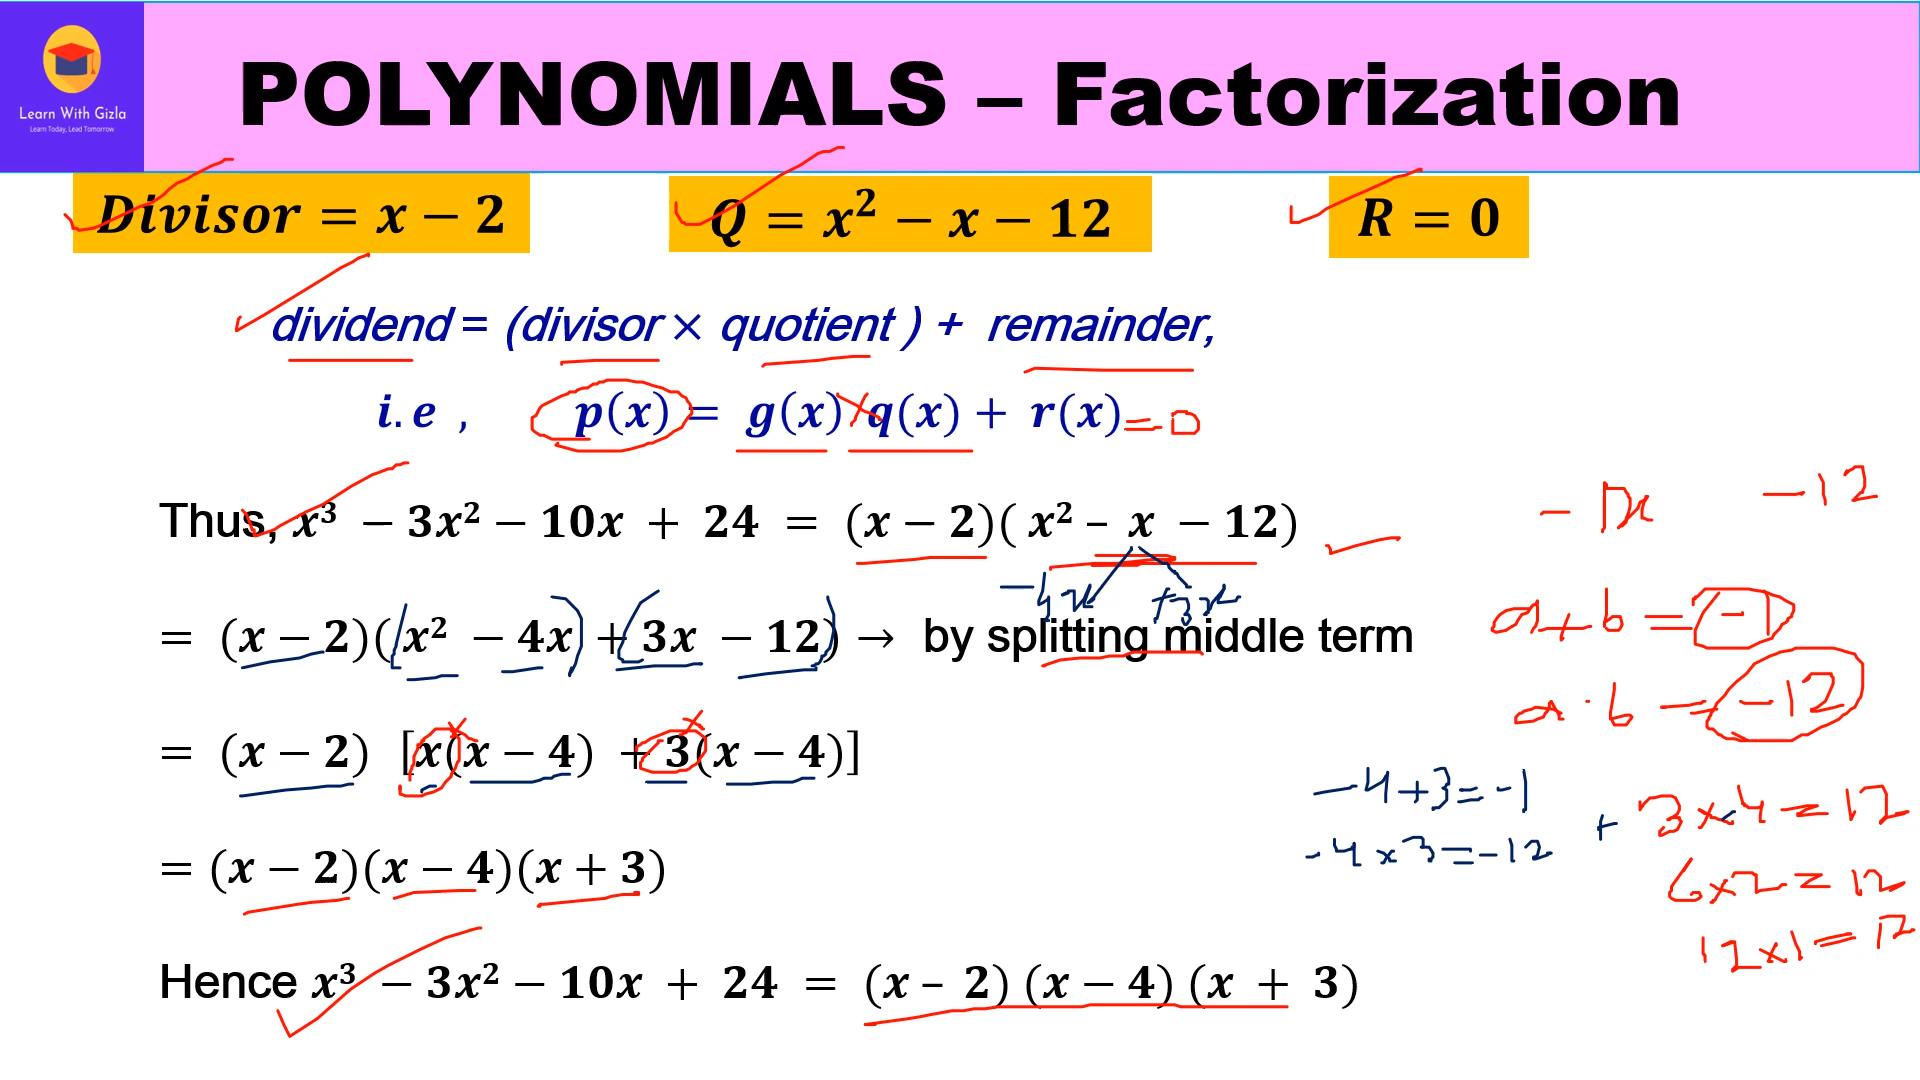 Learn With Gizla
Learn Today, Lead Tomorrow
POLYNOMIALS – Factorization
Divisor = x − 2
Q = x² − x − 12
R = 0
dividend = (divisor × quotient ) + remainder,
i.e , p(x) = g(x) × q(x) + r(x) = 0
Thus, x³ − 3x² − 10x + 24 = (x − 2)( x² – x − 12)
−4x +3x
= (x − 2)( x² − 4x + 3x − 12) → by splitting middle term
= (x − 2) [x(x − 4) + 3(x − 4)]
= (x − 2)(x − 4)(x + 3)
Hence x³ − 3x² − 10x + 24 = (x – 2) (x − 4) (x + 3)
− 1x −12
a+b = −1
a·b = −12
−4+3=-1
-4×3=-12
+ 3×4=12
6×2=12
12×1=12